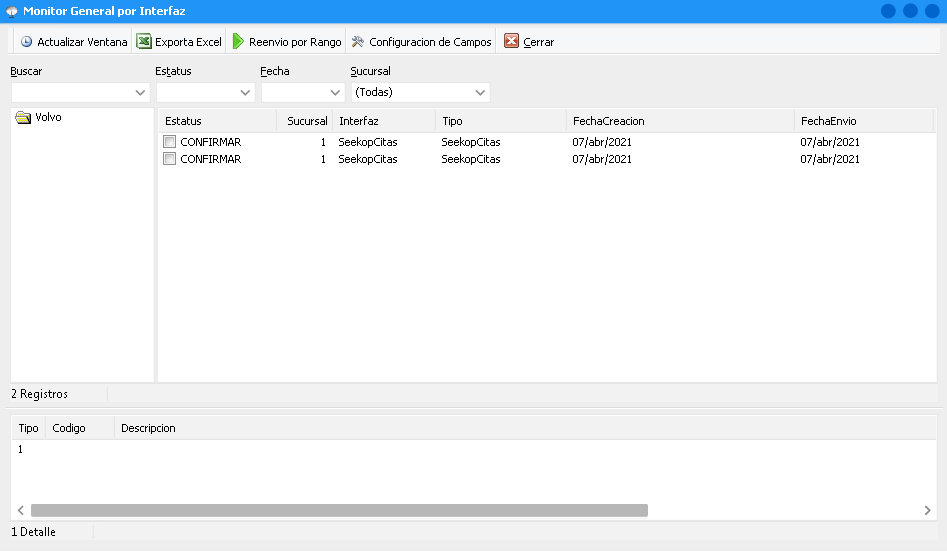 Monitor General por Interfaz
Actualizar Ventana Exporta Excel Reenvio por Rango Configuracion de Campos Cerrar
Buscar Estatus Fecha Sucursal
(Todas)
Volvo
Estatus Sucursal Interfaz Tipo FechaCreacion FechaEnvio
CONFIRMAR 1 SeekopCitas SeekopCitas 07/abr/2021 07/abr/2021
CONFIRMAR 1 SeekopCitas SeekopCitas 07/abr/2021 07/abr/2021
2 Registros
Tipo Codigo Descripcion
1
1 Detalle